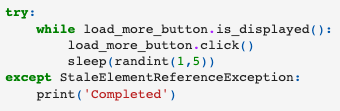 try:
    while load_more_button.is_displayed():
        load_more_button.click()
        sleep(randint(1,5))
except StaleElementReferenceException:
    print('Completed')